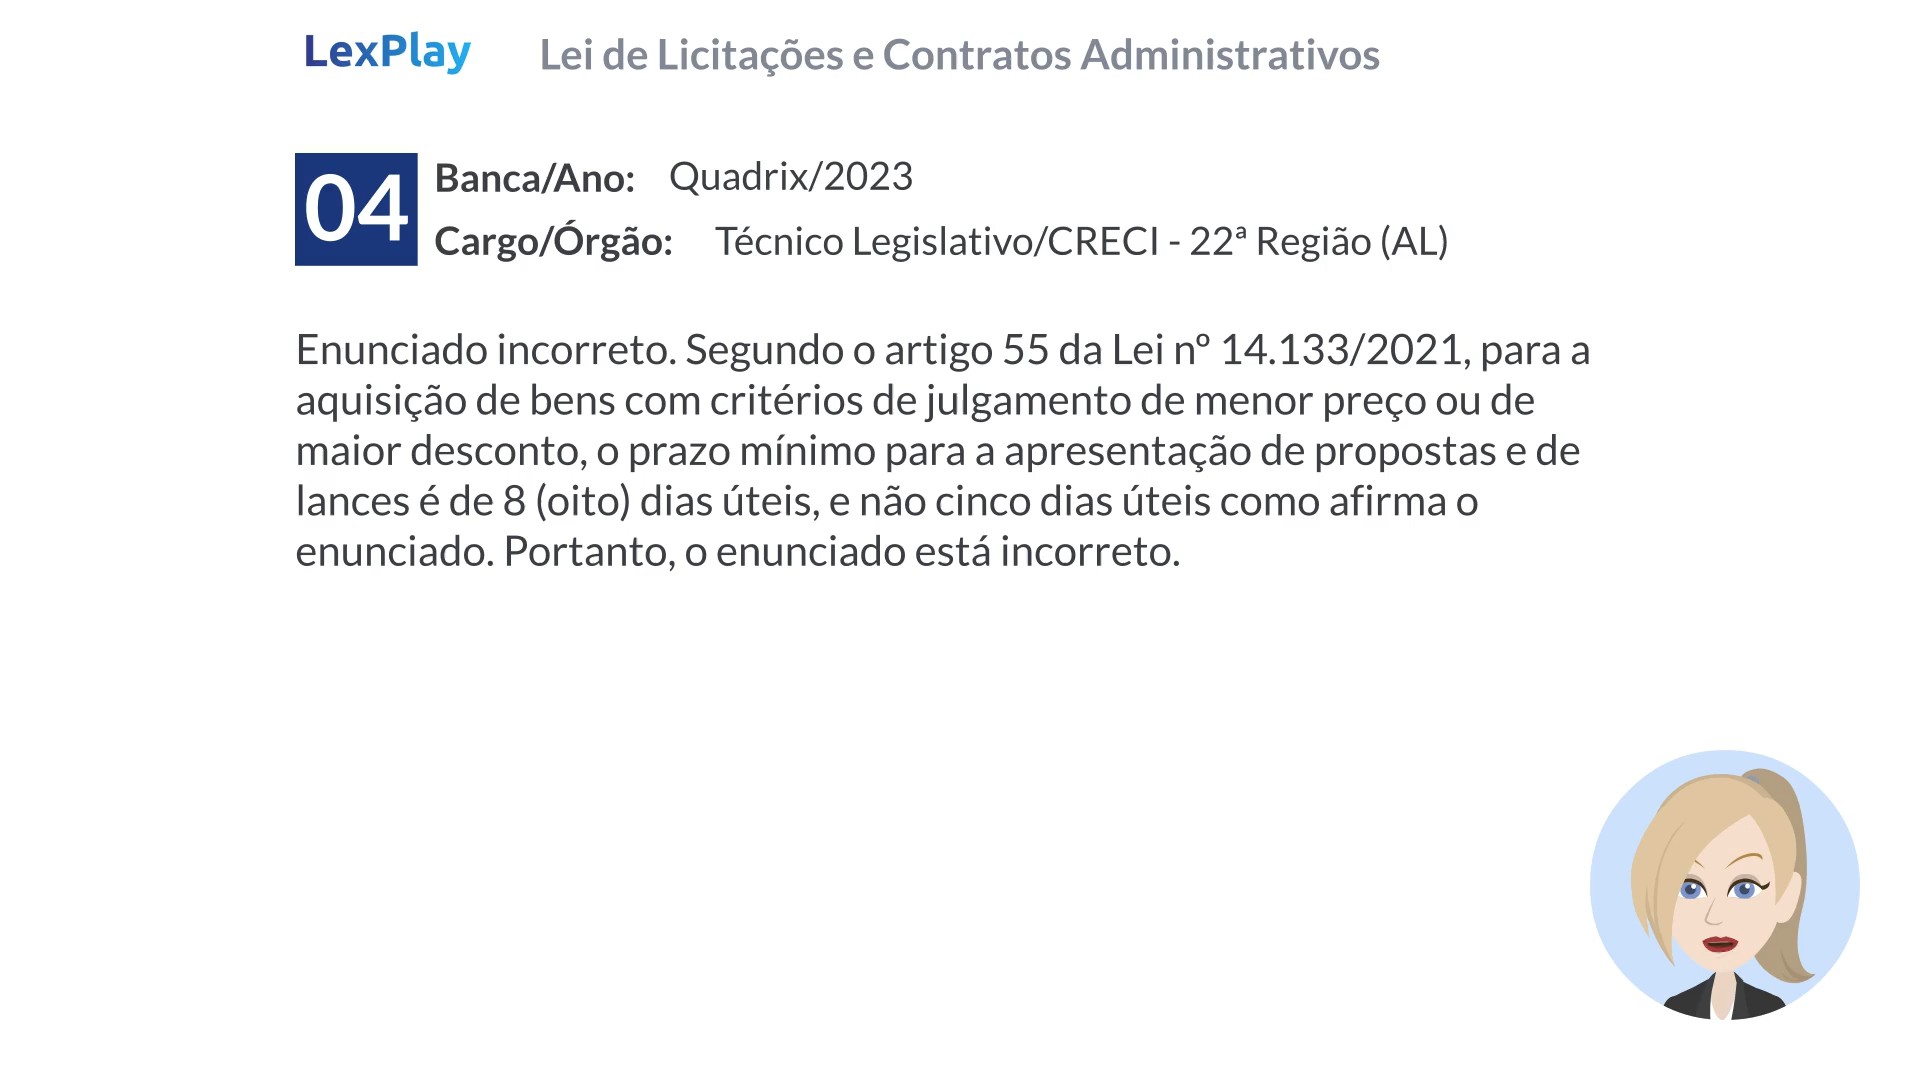 LexPlay
Lei de Licitações e Contratos Administrativos
04
Banca/Ano: Quadrix/2023
Cargo/Órgão: Técnico Legislativo/CRECI - 22ª Região (AL)
Enunciado incorreto. Segundo o artigo 55 da Lei nº 14.133/2021, para a
aquisição de bens com critérios de julgamento de menor preço ou de
maior desconto, o prazo mínimo para a apresentação de propostas e de
lances é de 8 (oito) dias úteis, e não cinco dias úteis como afirma o
enunciado. Portanto, o enunciado está incorreto.